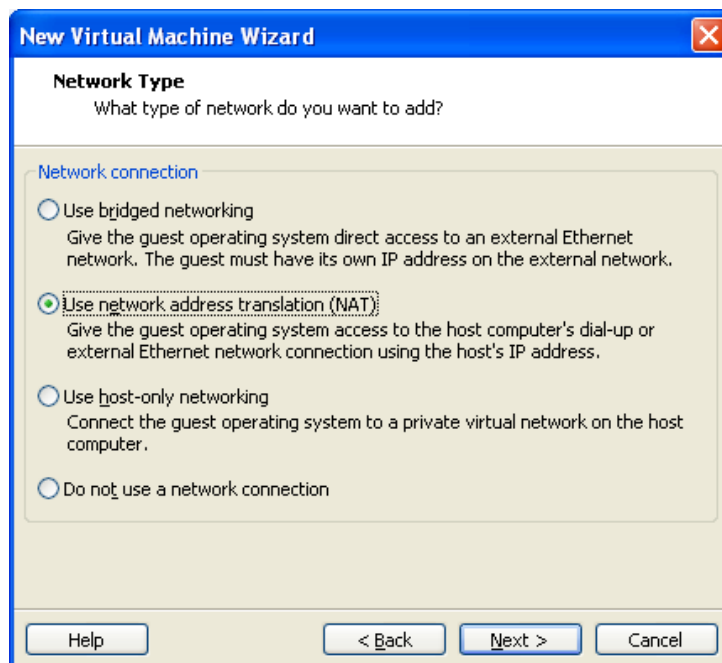 New Virtual Machine Wizard
Network Type
What type of network do you want to add?
Network connection
Use bridged networking
Give the guest operating system direct access to an external Ethernet
network. The guest must have its own IP address on the external network.
Use network address translation (NAT)
Give the guest operating system access to the host computer's dial-up or
external Ethernet network connection using the host's IP address.
Use host-only networking
Connect the guest operating system to a private virtual network on the host
computer.
Do not use a network connection
Help
< Back
Next >
Cancel